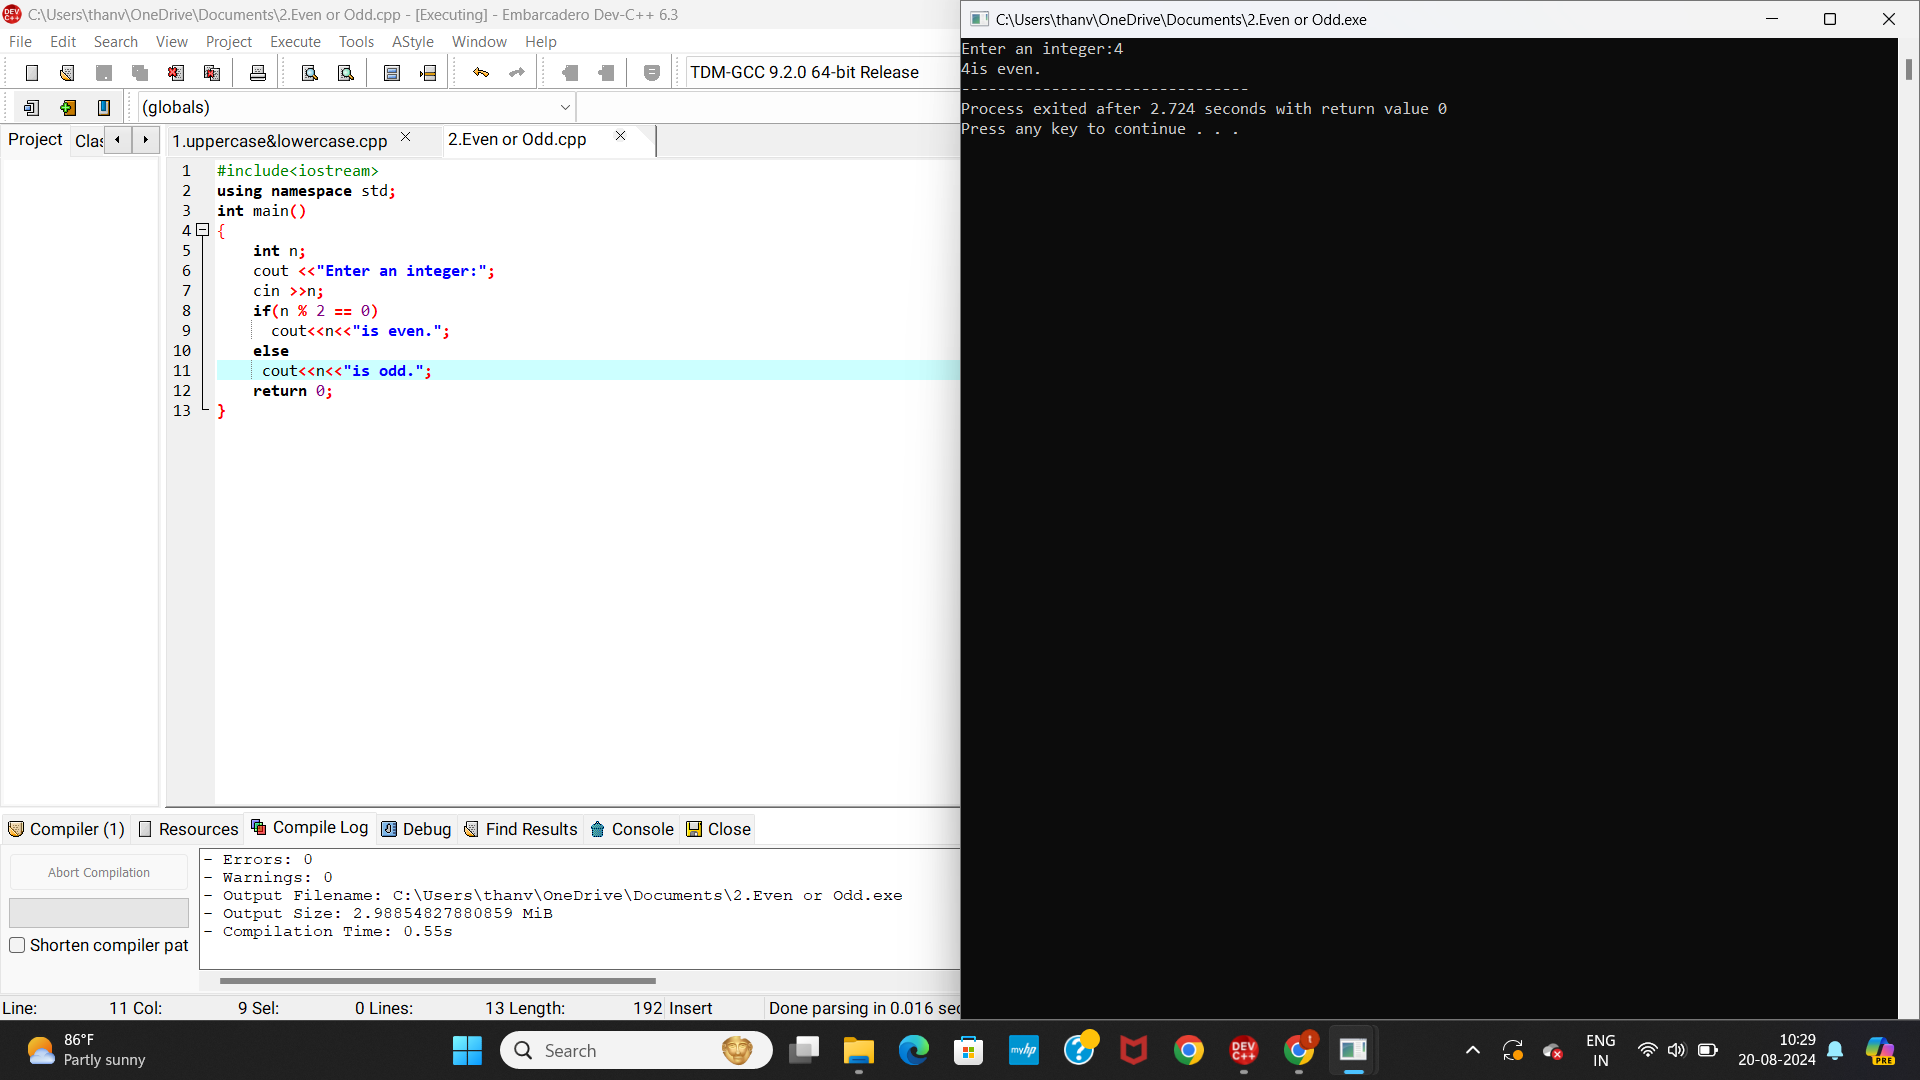 C:\Users\thanv\OneDrive\Documents\2.Even or Odd.cpp - [Executing] - Embarcadero Dev-C++ 6.3
File Edit Search View Project Execute Tools AStyle Window Help
TDM-GCC 9.2.0 64-bit Release
(globals)
Project Clas 1.uppercase&lowercase.cpp 2.Even or Odd.cpp
1 #include<iostream>
2 using namespace std;
3 int main()
4 {
5 int n;
6 cout <<"Enter an integer:";
7 cin >>n;
8 if(n % 2 == 0)
9 cout<<n<<"is even.";
10 else
11 cout<<n<<"is odd.";
12 return 0;
13 }
Compiler (1) Resources Compile Log Debug Find Results Console Close
Abort Compilation
Shorten compiler pat
- Errors: 0
- Warnings: 0
- Output Filename: C:\Users\thanv\OneDrive\Documents\2.Even or Odd.exe
- Output Size: 2.98854827880859 MiB
- Compilation Time: 0.55s
Line: 11 Col: 9 Sel: 0 Lines: 13 Length: 192 Insert Done parsing in 0.016 sec
C:\Users\thanv\OneDrive\Documents\2.Even or Odd.exe
Enter an integer:4
4is even.
--------------------------------
Process exited after 2.724 seconds with return value 0
Press any key to continue . . .
86°F
Partly sunny
Search
myhp
DEV C++
t
ENG
IN
10:29
20-08-2024
PRE